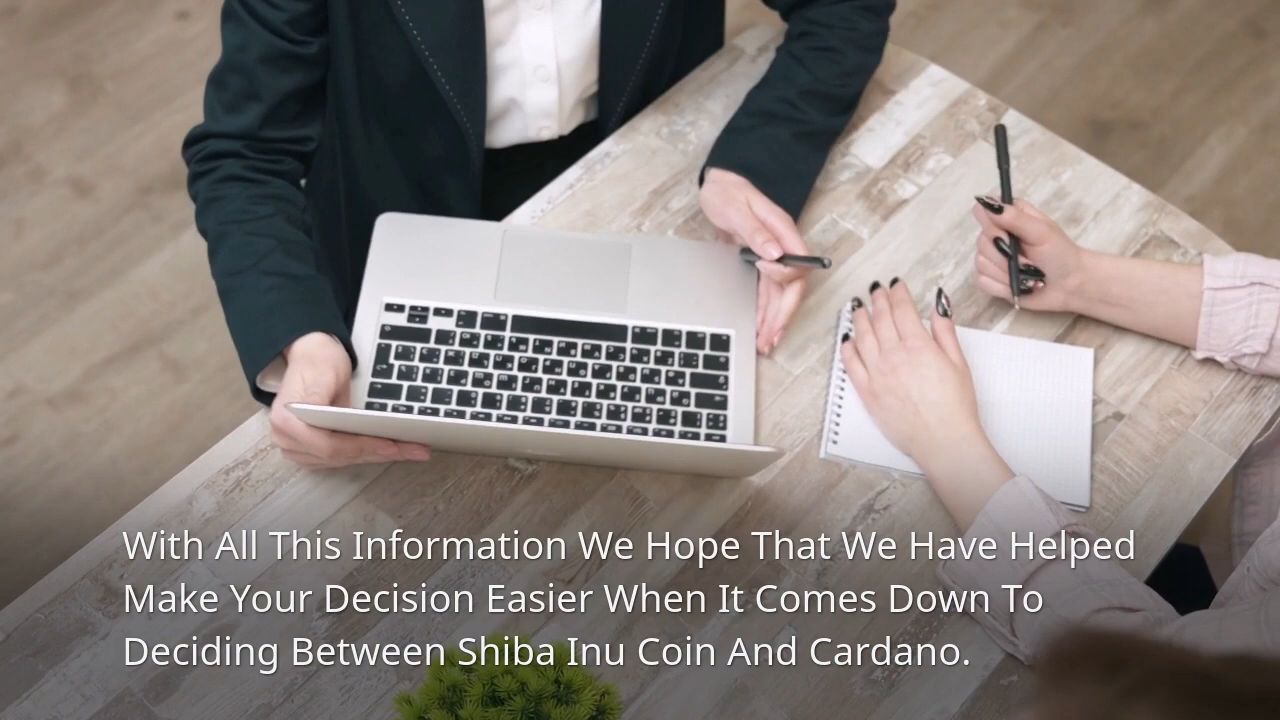 With All This Information We Hope That We Have Helped
Make Your Decision Easier When It Comes Down To
Deciding Between Shiba Inu Coin And Cardano.